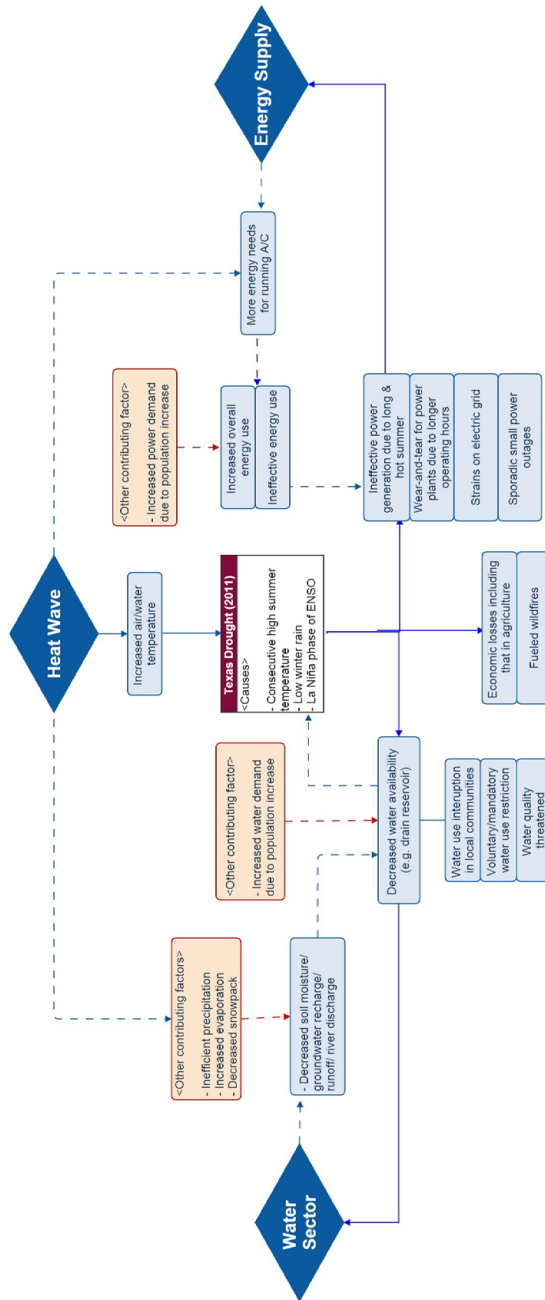 Heat Wave
Water
Sector
Energy Supply
<Other contributing factors>
- Inefficient precipitation
- Increased evaporation
- Decreased snowpack
Increased air/water
temperature
<Other contributing factor>
- Increased power demand
due to population increase
More energy needs
for running A/C
- Decreased soil moisture/
groundwater recharge/
runoff/ river discharge
<Other contributing factor>
- Increased water demand
due to population increase
Texas Drought (2011)
<Causes>
- Consecutive high summer
temperature
- Low winter rain
- La Niña phase of ENSO
Increased overall
energy use
Ineffective energy use
Decreased water availability
(e.g. drain reservoir)
Water use interuption
in local communities
Voluntary/mandatory
water use restriction
Water quality
threatened
Economic losses including
that in agriculture
Fueled wildfires
Ineffective power
generation due to long &
hot summer
Wear-and-tear for power
plants due to longer
operating hours
Strains on electric grid
Sporadic small power
outages